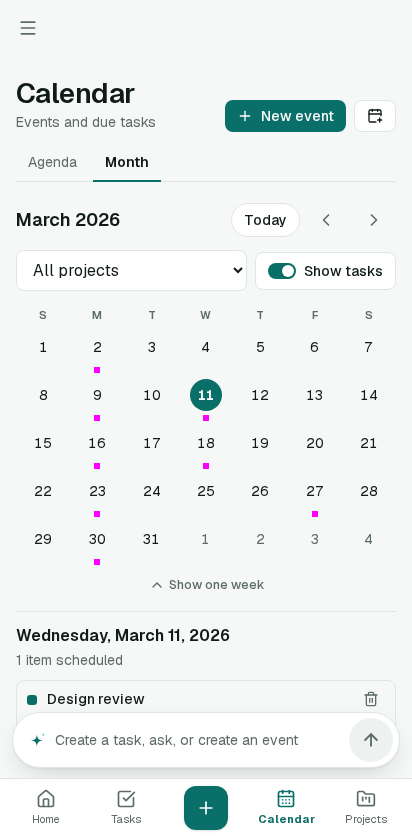 Calendar
Events and due tasks
New event
Agenda
Month
March 2026
Today
All projects
Show tasks
S M T W T F S
1 2 3 4 5 6 7
8 9 10 11 12 13 14
15 16 17 18 19 20 21
22 23 24 25 26 27 28
29 30 31 1 2 3 4
Show one week
Wednesday, March 11, 2026
1 item scheduled
Design review
Create a task, ask, or create an event
Home Tasks Calendar Projects